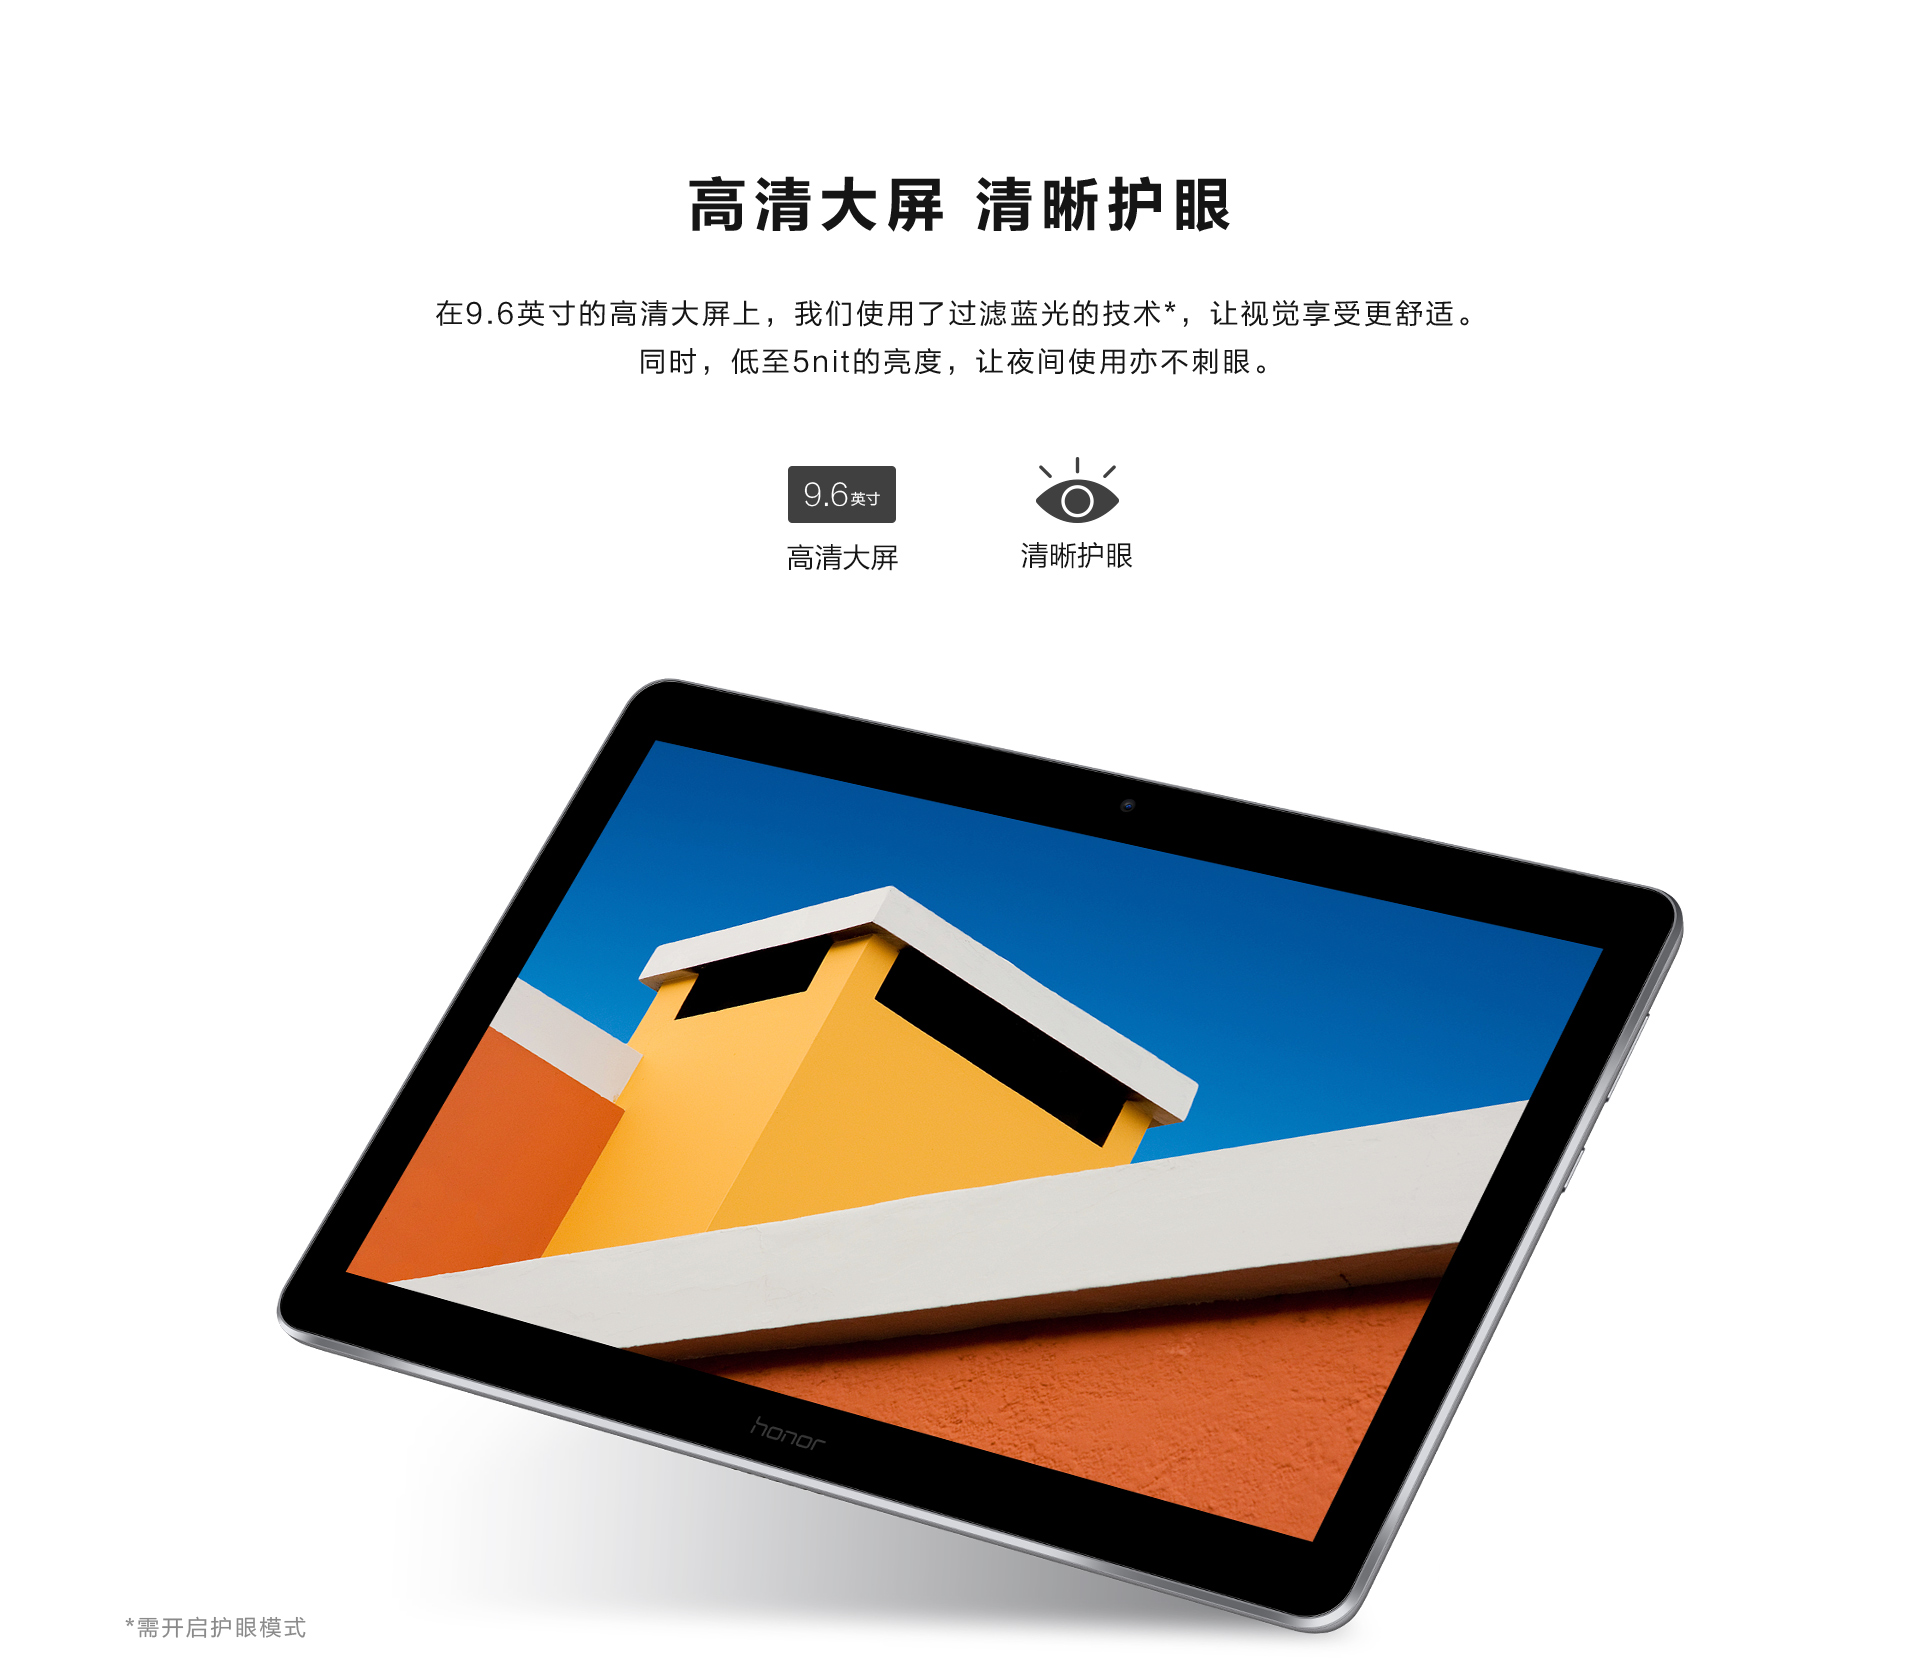 高清大屏 清晰护眼
在9.6英寸的高清大屏上，我们使用了过滤蓝光的技术*，让视觉享受更舒适。
同时，低至5nit的亮度，让夜间使用亦不刺眼。
9.6英寸
高清大屏
清晰护眼
honor
*需开启护眼模式